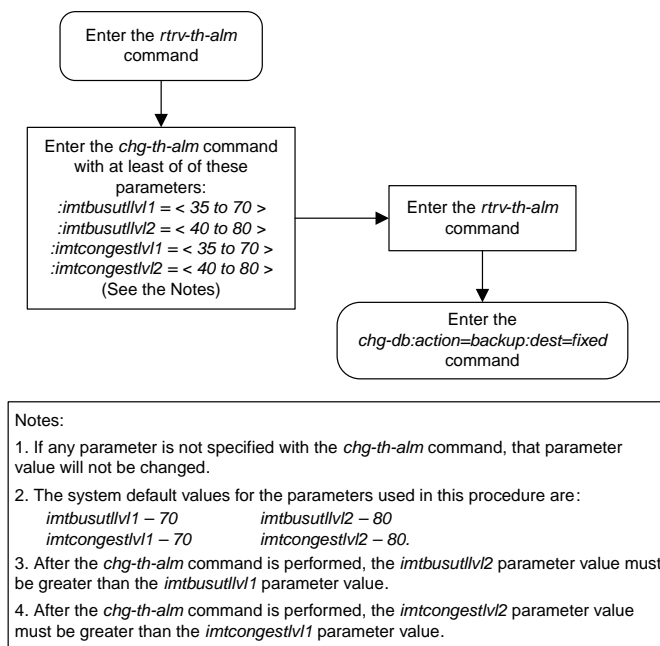 Enter the rtrv-th-alm
command
Enter the chg-th-alm command
with at least of of these
parameters:
:imtbusutllvl1 = < 35 to 70 >
:imtbusutllvl2 = < 40 to 80 >
:imtcongestlvl1 = < 35 to 70 >
:imtcongestlvl2 = < 40 to 80 >
(See the Notes)
Enter the rtrv-th-alm
command
Enter the
chg-db:action=backup:dest=fixed
command
Notes:
1. If any parameter is not specified with the chg-th-alm command, that parameter
value will not be changed.
2. The system default values for the parameters used in this procedure are:
imtbusutllvl1 – 70 imtbusutllvl2 – 80
imtcongestlvl1 – 70 imtcongestlvl2 – 80.
3. After the chg-th-alm command is performed, the imtbusutllvl2 parameter value must
be greater than the imtbusutllvl1 parameter value.
4. After the chg-th-alm command is performed, the imtcongestlvl2 parameter value
must be greater than the imtcongestlvl1 parameter value.